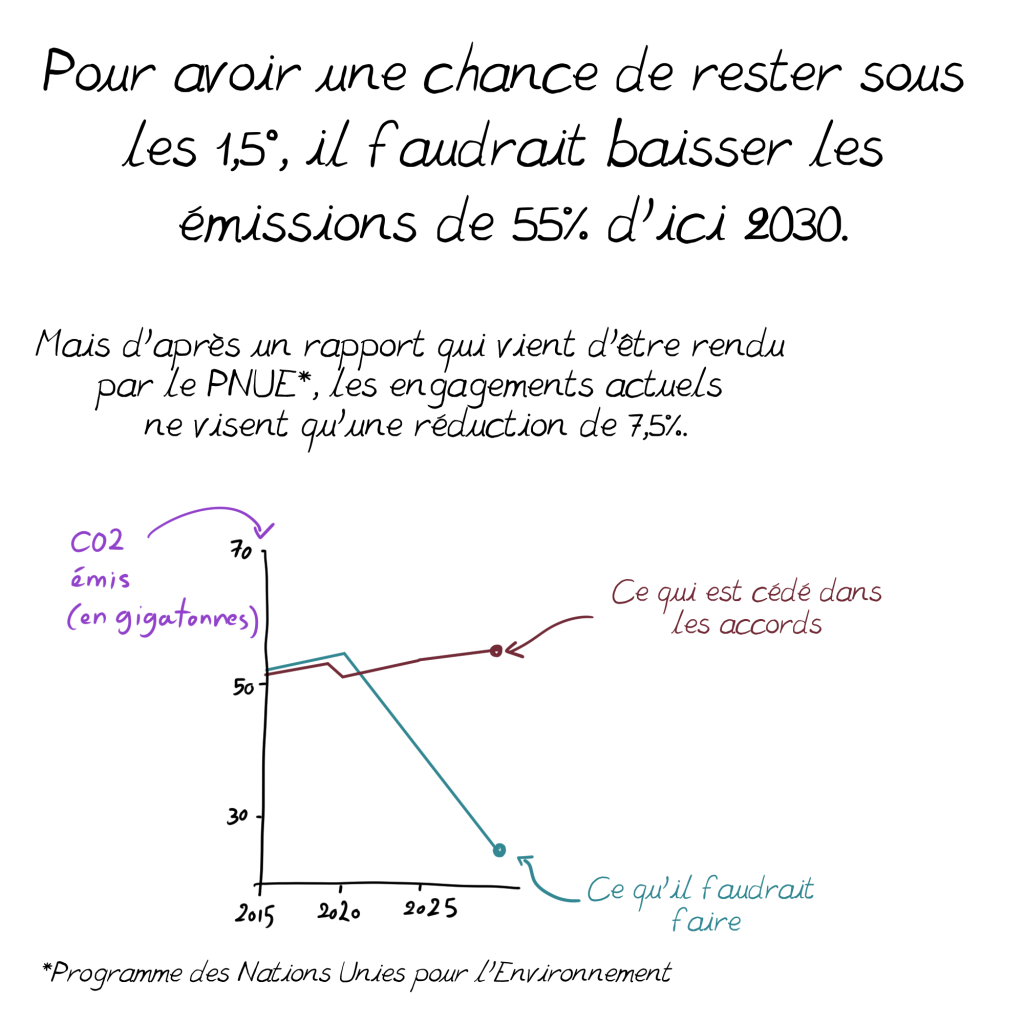 Pour avoir une chance de rester sous
les 1,5°, il faudrait baisser les
émissions de 55% d'ici 2030.
Mais d'après un rapport qui vient d'être rendu
par le PNUE*, les engagements actuels
ne visent qu'une réduction de 7,5%.
CO2
émis
(en gigatonnes)
70
50
30
2015 2020 2025
Ce qui est cédé dans
les accords
Ce qu'il faudrait
faire
*Programme des Nations Unies pour l'Environnement